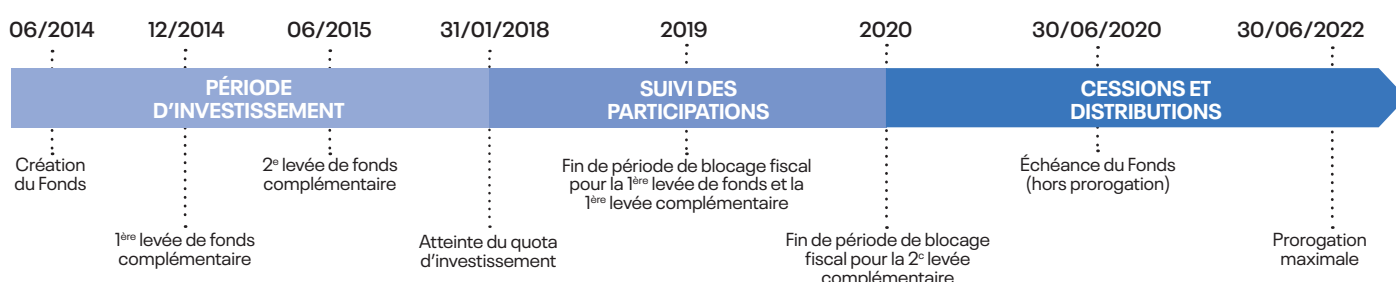 06/2014 12/2014 06/2015 31/01/2018 2019 2020 30/06/2020 30/06/2022
PÉRIODE
D'INVESTISSEMENT
SUIVI DES
PARTICIPATIONS
CESSIONS ET
DISTRIBUTIONS
Création
du Fonds
2e levée de fonds
complémentaire
Fin de période de blocage fiscal
pour la 1ère levée de fonds et la
1ère levée complémentaire
Échéance du Fonds
(hors prorogation)
1ère levée de fonds
complémentaire
Atteinte du quota
d'investissement
Fin de période de blocage
fiscal pour la 2e levée
complémentaire
Prorogation
maximale